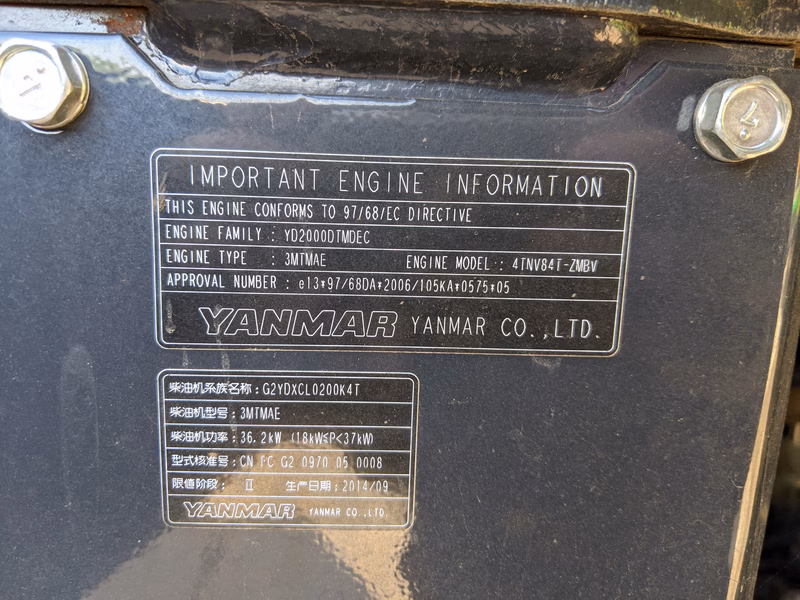 IMPORTANT ENGINE INFORMATION
THIS ENGINE CONFORMS TO 97/68/EC DIRECTIVE
ENGINE FAMILY : YD2000DTMDEC
ENGINE TYPE : 3MTMAE ENGINE MODEL : 4TNV84T-ZMBV
APPROVAL NUMBER : e13*97/68DA*2006/105KA*0575*05
YANMAR YANMAR CO.,LTD.
柴油机系族名称:G2YDXCL0200K4T
柴油机型号:3MTMAE
柴油机功率:36.2kW (18kW≤P<37kW)
型式核准号:CN FC G2 0970 05 0008
限值阶段: Ⅱ 生产日期:2014/09
YANMAR YANMAR CO.,LTD.
7